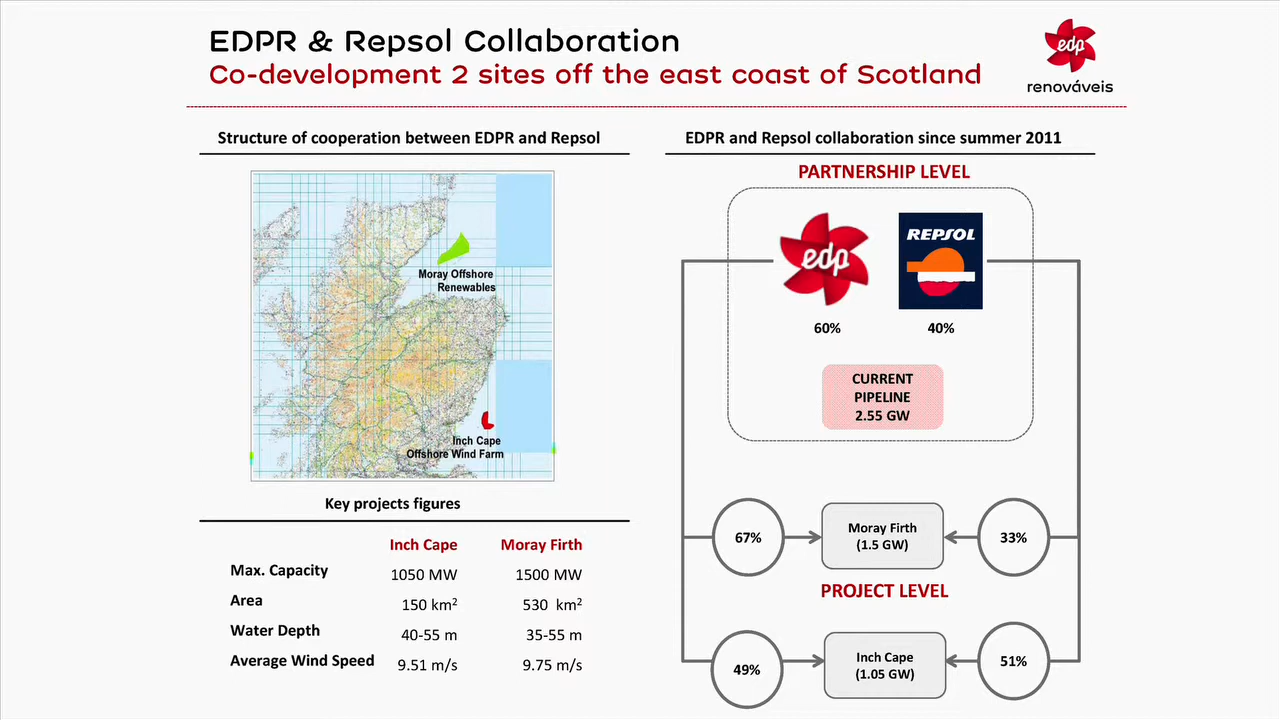 EDPR & Repsol Collaboration
Co-development 2 sites off the east coast of Scotland
edp
renováveis
Structure of cooperation between EDPR and Repsol
Moray Offshore
Renewables
Inch Cape
Offshore Wind Farm
Key projects figures
Inch Cape Moray Firth
Max. Capacity 1050 MW 1500 MW
Area 150 km² 530 km²
Water Depth 40-55 m 35-55 m
Average Wind Speed 9.51 m/s 9.75 m/s
EDPR and Repsol collaboration since summer 2011
PARTNERSHIP LEVEL
edp REPSOL
60% 40%
CURRENT
PIPELINE
2.55 GW
67% Moray Firth 33%
(1.5 GW)
PROJECT LEVEL
49% Inch Cape 51%
(1.05 GW)